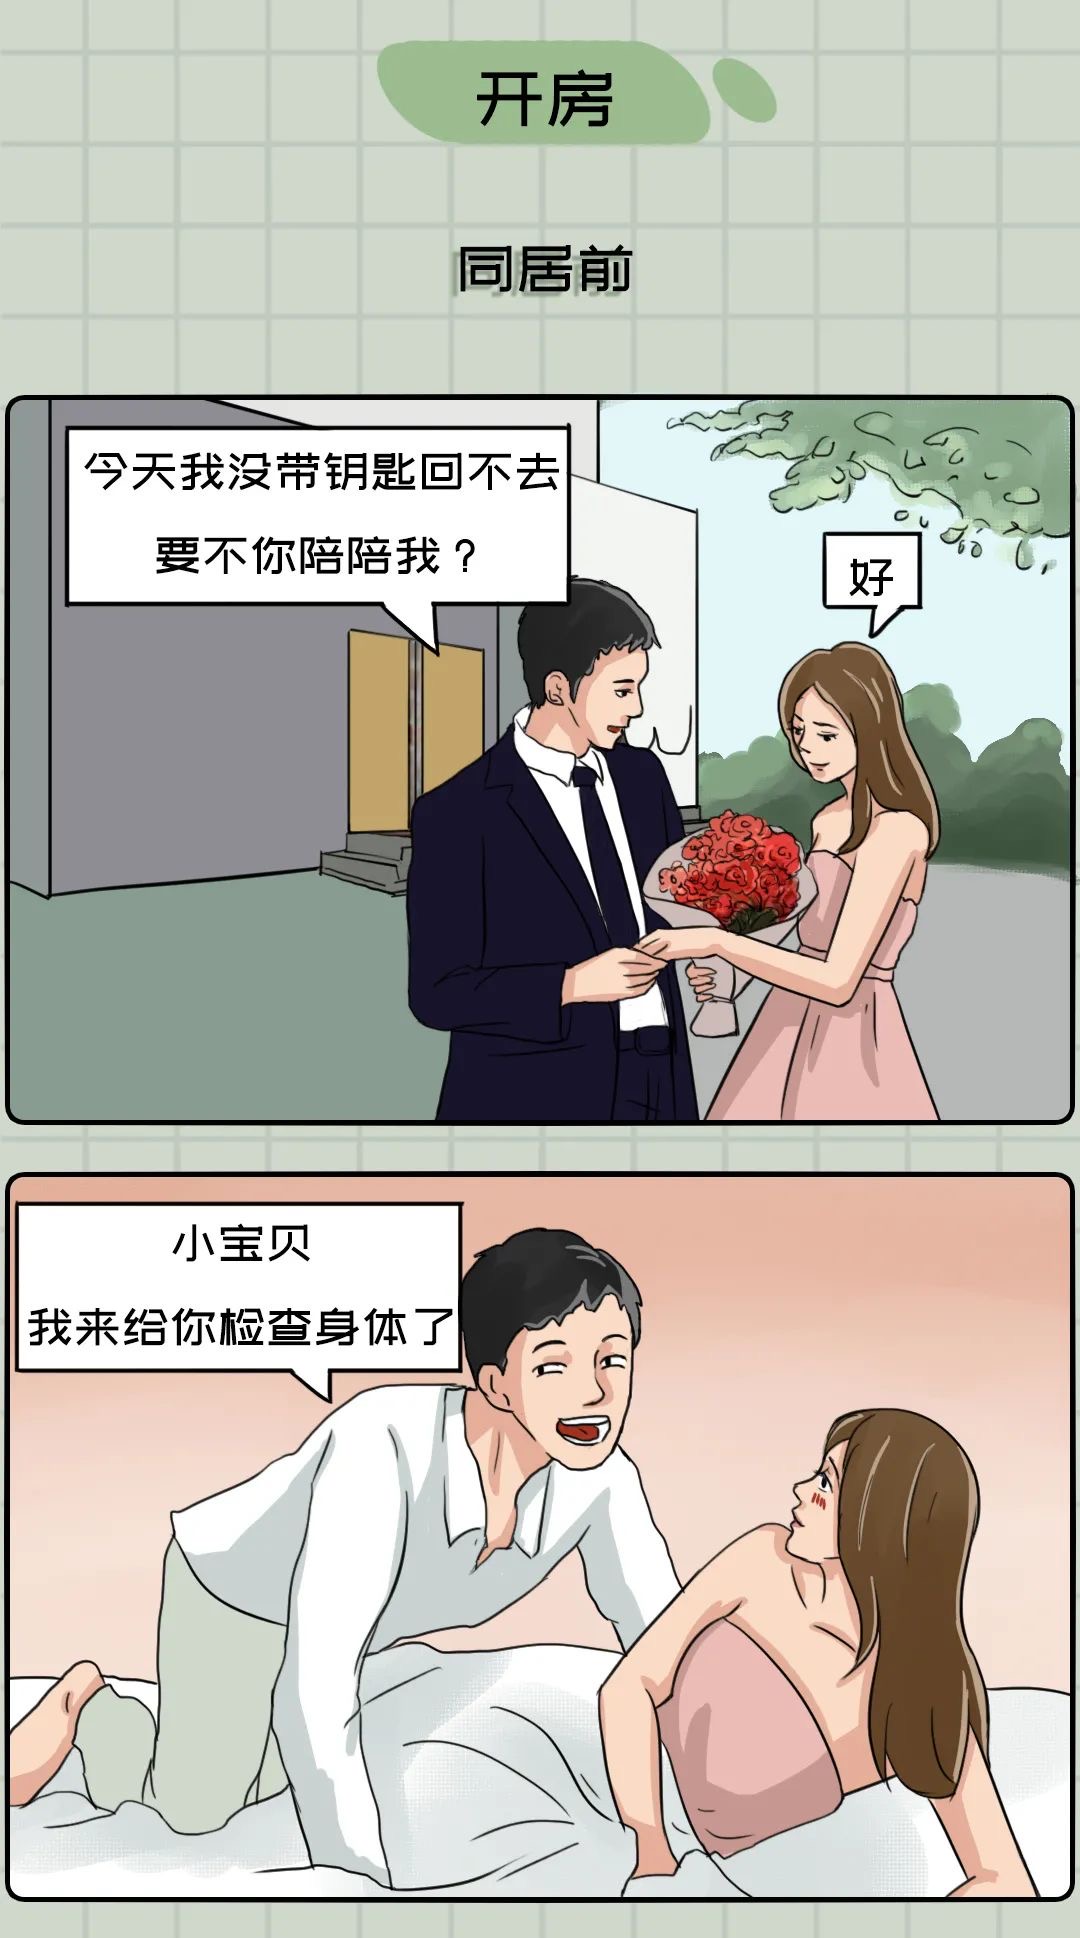 开房
同居前
今天我没带钥匙回不去
要不你陪陪我？
好
小宝贝
我来给你检查身体了